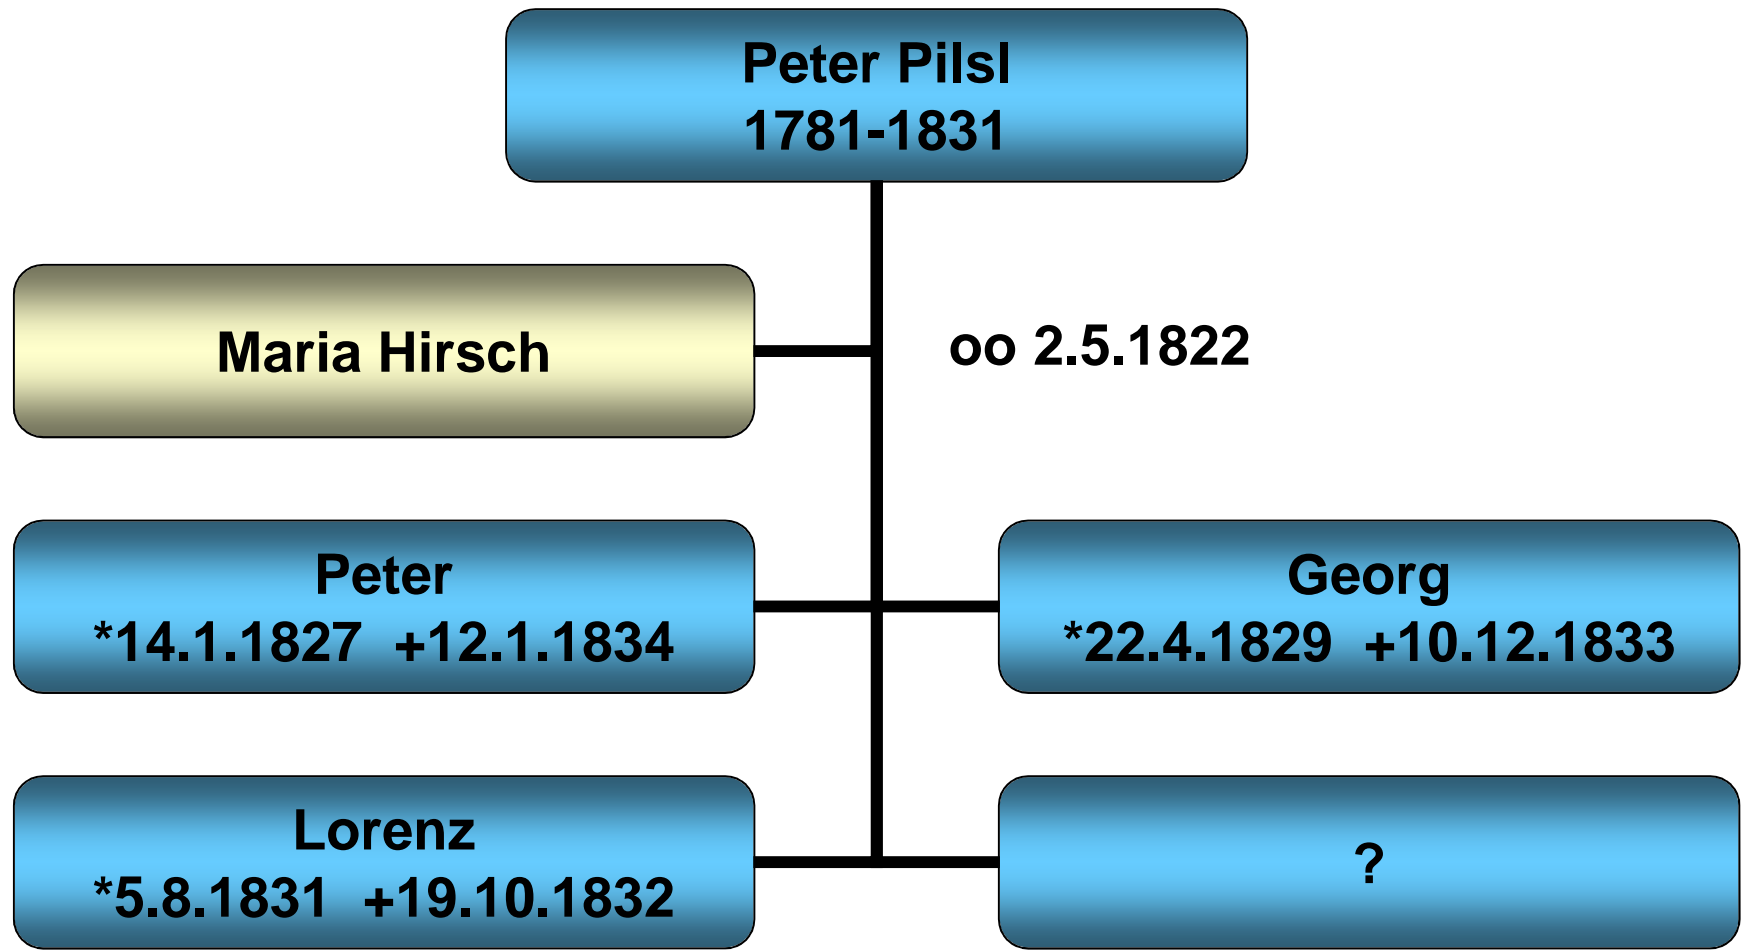 Peter Pilsl
1781-1831
Maria Hirsch
oo 2.5.1822
Peter
*14.1.1827  +12.1.1834
Georg
*22.4.1829  +10.12.1833
Lorenz
*5.8.1831  +19.10.1832
?